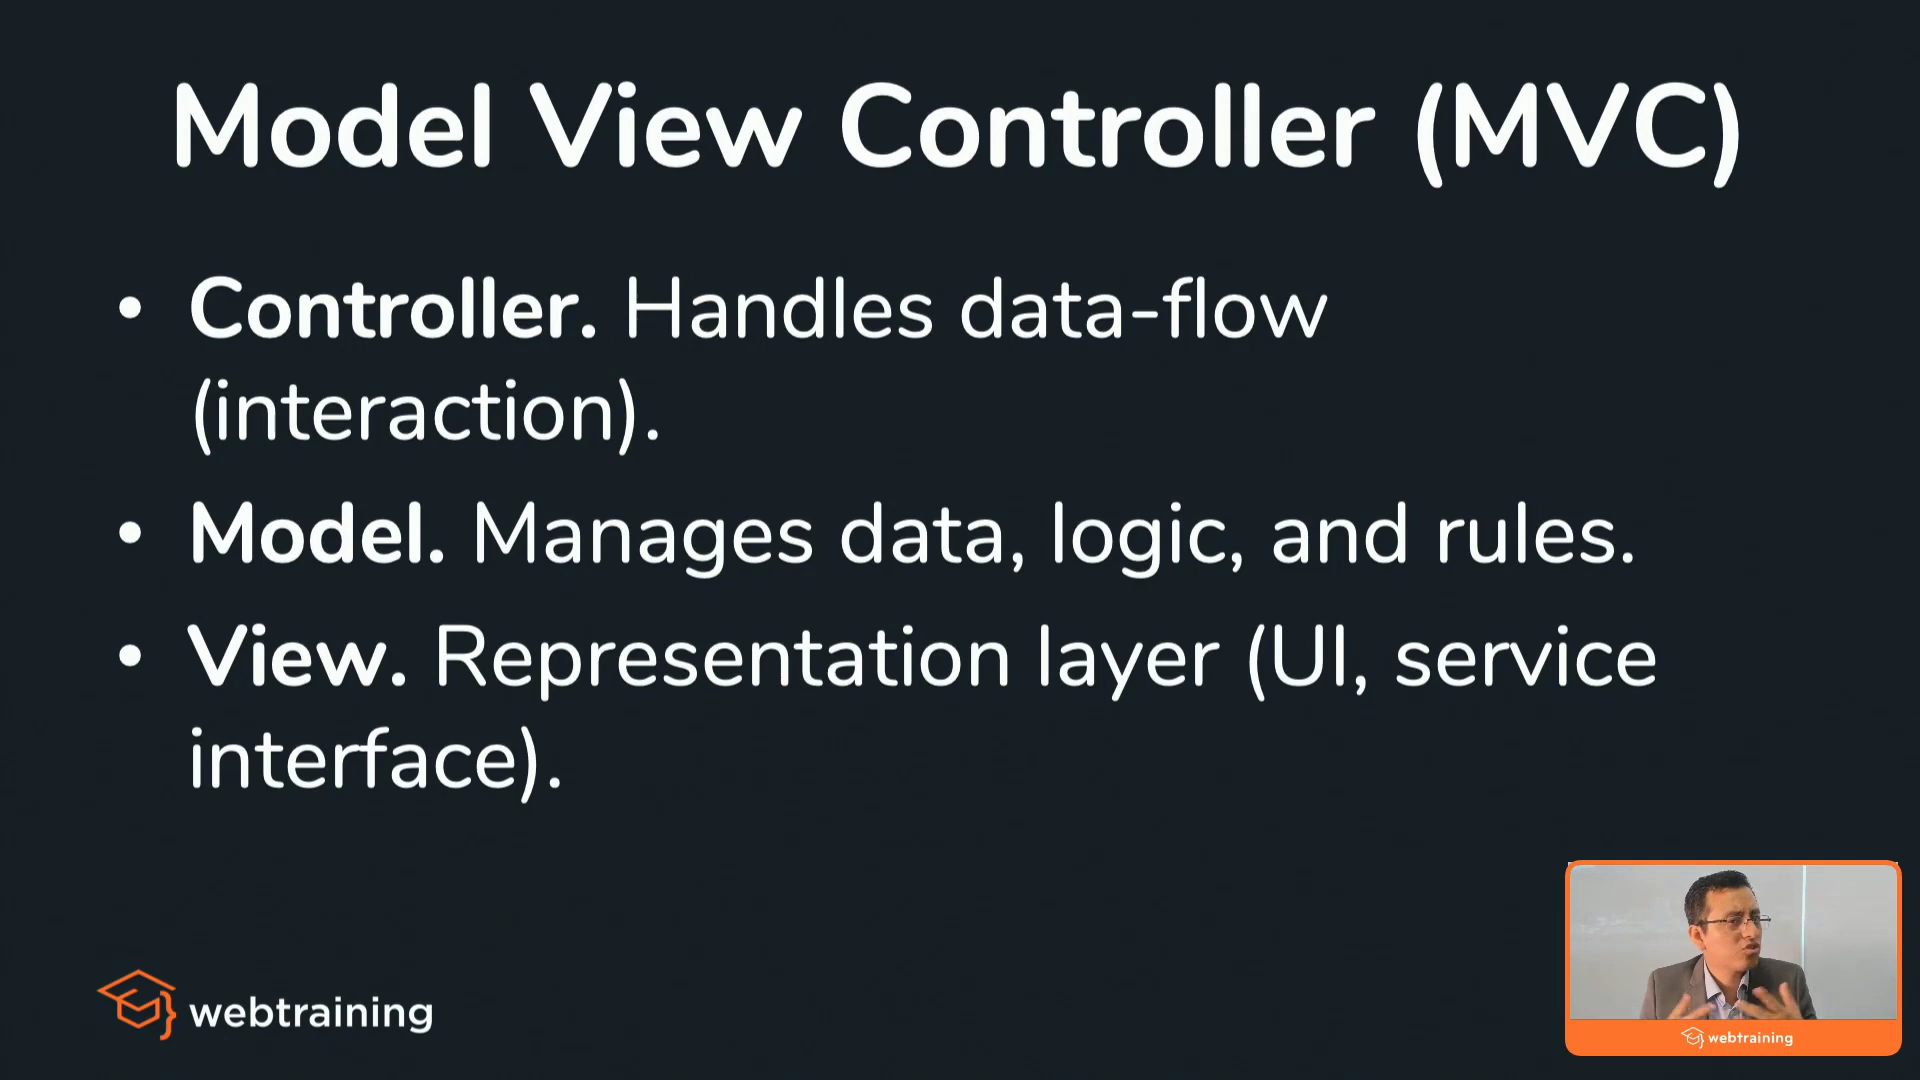 Model View Controller (MVC)
• Controller. Handles data-flow
(interaction).
• Model. Manages data, logic, and rules.
• View. Representation layer (UI, service
interface).
webtraining
webtraining